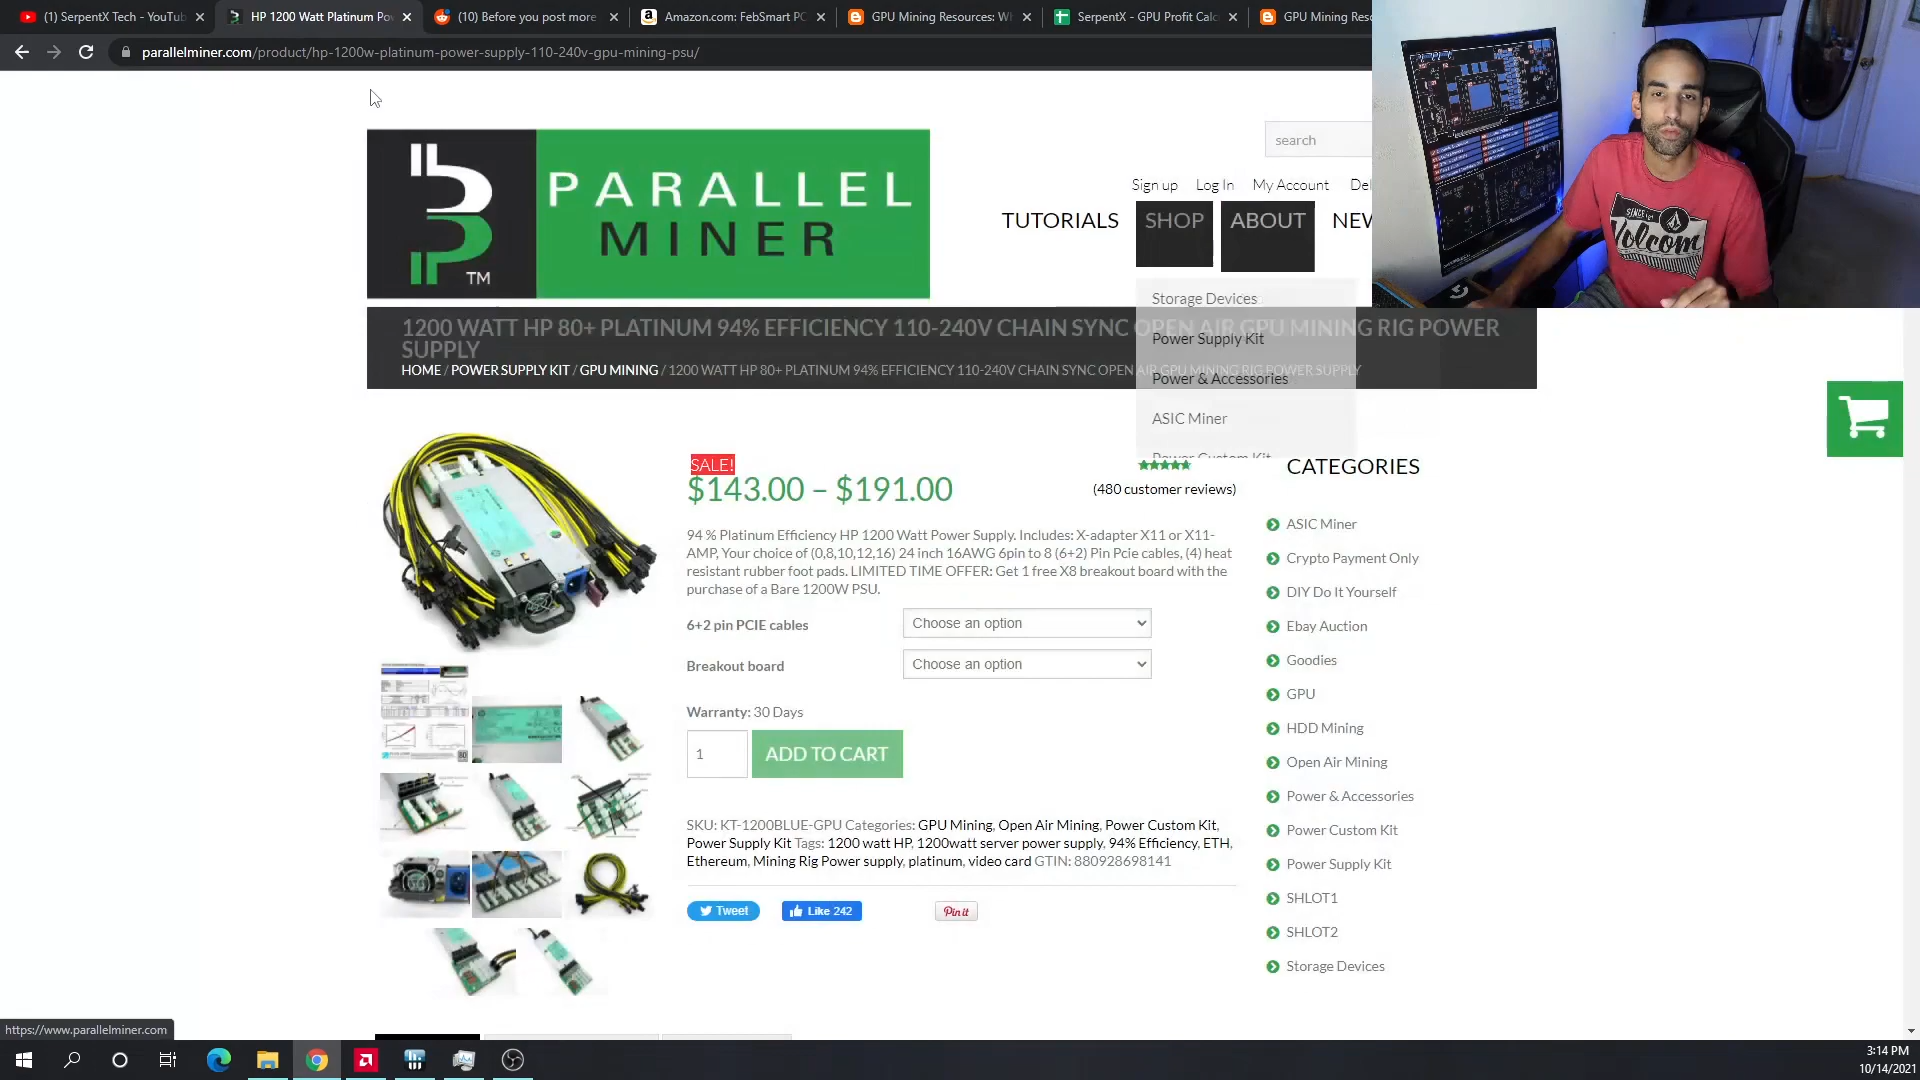 (1) SerpentX Tech - YouTub
HP 1200 Watt Platinum Po
(10) Before you post more
Amazon.com: FebSmart PC
GPU Mining Resources: Wh
SerpentX - GPU Profit Calc
GPU Mining Reso
parallelminer.com/product/hp-1200w-platinum-power-supply-110-240v-gpu-mining-psu/
search
PARALLEL
MINER
TM
Sign up Log In My Account Del
TUTORIALS SHOP ABOUT NEW
Storage Devices
Power Supply Kit
Power & Accessories
ASIC Miner
Power Custom Kit
1200 WATT HP 80+ PLATINUM 94% EFFICIENCY 110-240V CHAIN SYNC OPEN AIR GPU MINING RIG POWER
SUPPLY
HOME / POWER SUPPLY KIT / GPU MINING / 1200 WATT HP 80+ PLATINUM 94% EFFICIENCY 110-240V CHAIN SYNC OPEN AIR GPU MINING RIG POWER SUPPLY
SINCE 1991
Volcom
SALE!
$143.00 – $191.00
(480 customer reviews)
94 % Platinum Efficiency HP 1200 Watt Power Supply. Includes: X-adapter X11 or X11-
AMP, Your choice of (0,8,10,12,16) 24 inch 16AWG 6pin to 8 (6+2) Pin Pcie cables, (4) heat
resistant rubber foot pads. LIMITED TIME OFFER: Get 1 free X8 breakout board with the
purchase of a Bare 1200W PSU.
6+2 pin PCIE cables
Choose an option
Breakout board
Choose an option
Warranty: 30 Days
1
ADD TO CART
SKU: KT-1200BLUE-GPU Categories: GPU Mining, Open Air Mining, Power Custom Kit,
Power Supply Kit Tags: 1200 watt HP, 1200watt server power supply, 94% Efficiency, ETH,
Ethereum, Mining Rig Power supply, platinum, video card GTIN: 880928698141
Tweet
Like 242
Pin it
CATEGORIES
ASIC Miner
Crypto Payment Only
DIY Do It Yourself
Ebay Auction
Goodies
GPU
HDD Mining
Open Air Mining
Power & Accessories
Power Custom Kit
Power Supply Kit
SHLOT1
SHLOT2
Storage Devices
https://www.parallelminer.com
3:14 PM
10/14/2021